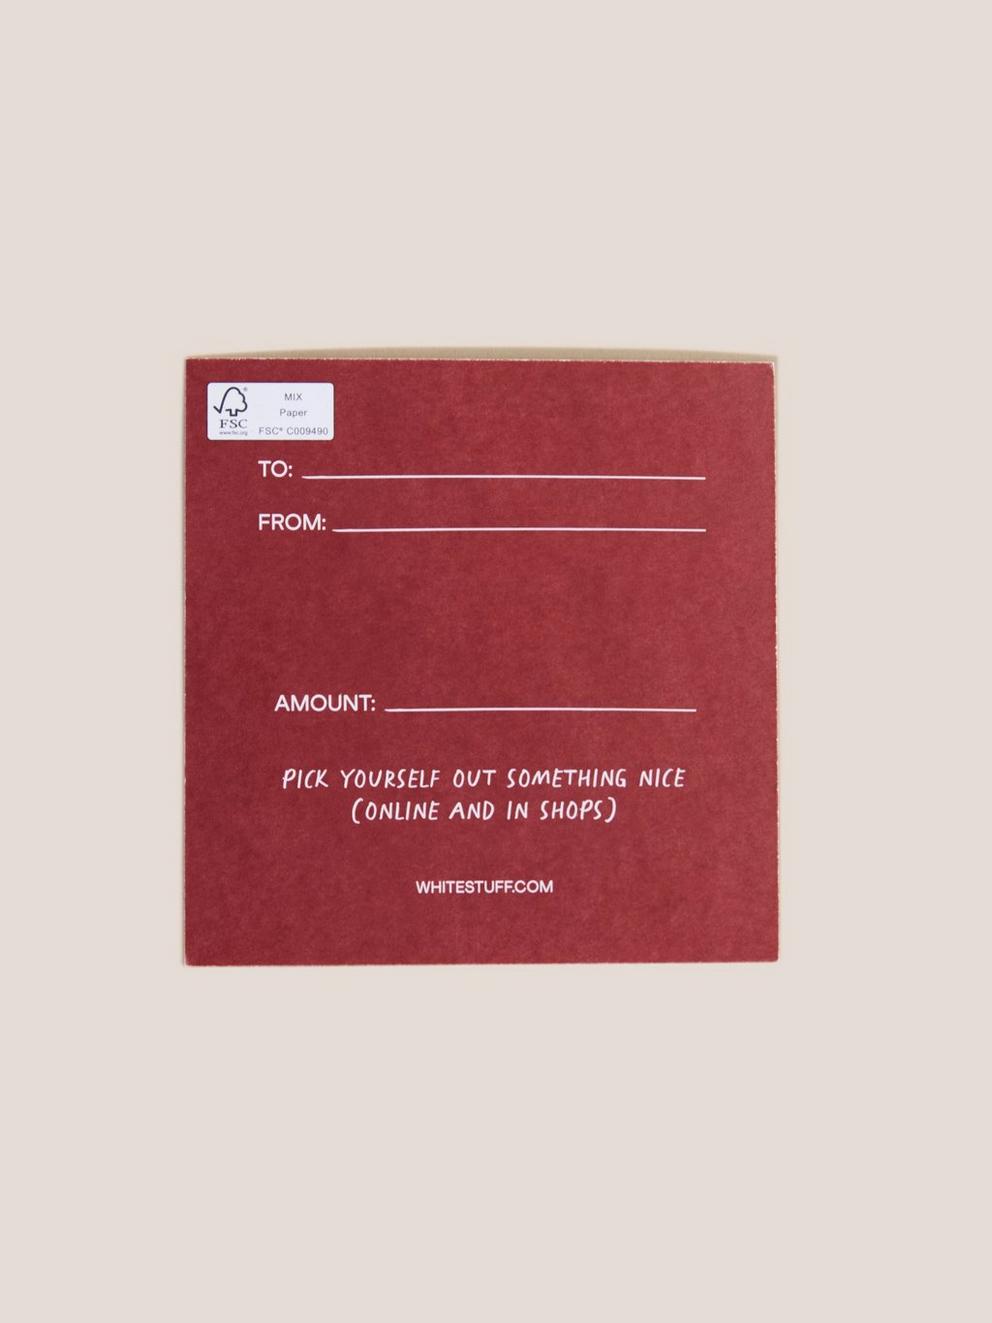 MIX
Paper
FSC® C009490
FSC®
www.fsc.org
TO:
FROM:
AMOUNT:
PICK YOURSELF OUT SOMETHING NICE
(ONLINE AND IN SHOPS)
WHITESTUFF.COM